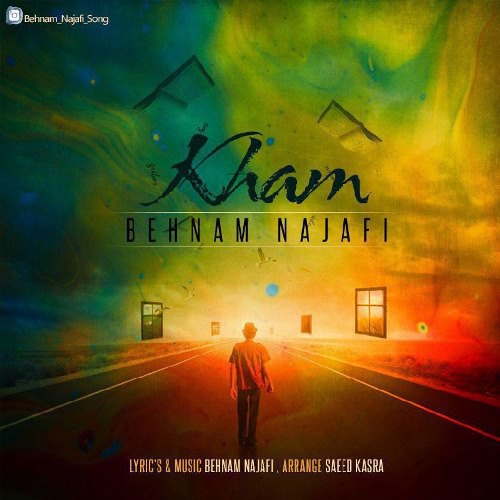 Behnam_Najafi_Song
Kham
BEHNAM NAJAFI
LYRIC'S & MUSIC BEHNAM NAJAFI , ARRANGE SAEED KASRA